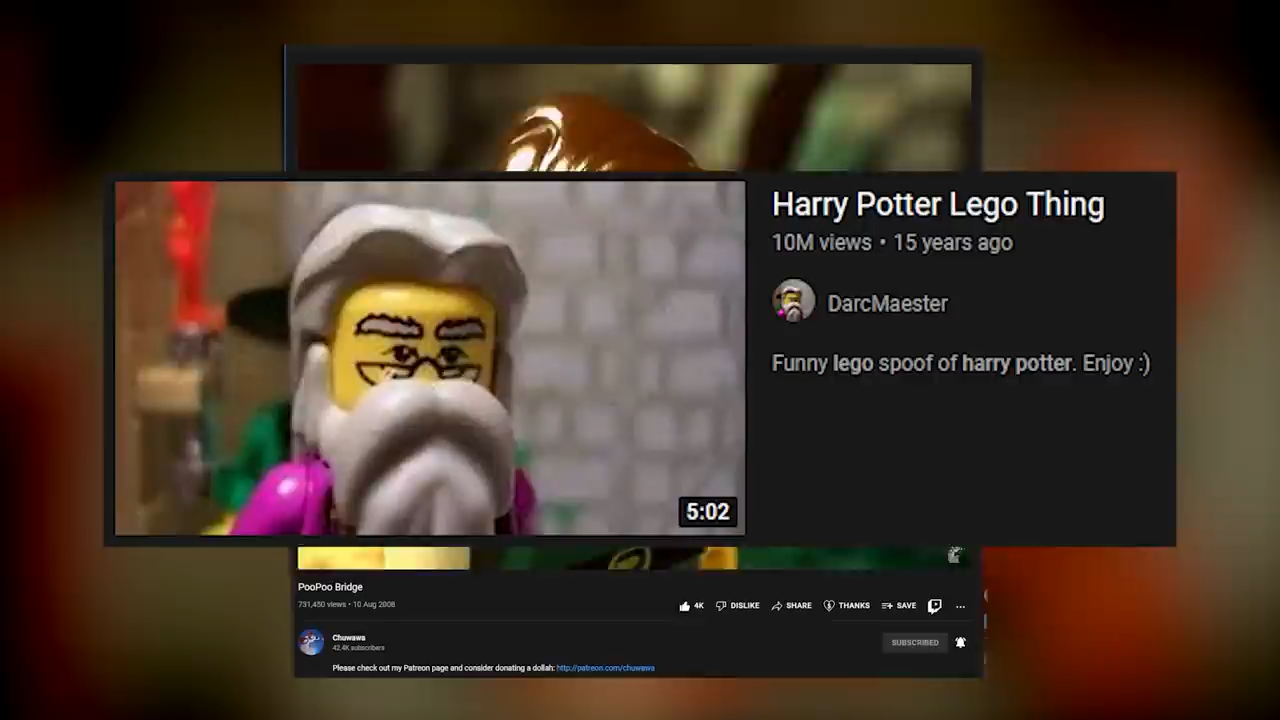 Harry Potter Lego Thing
10M views • 15 years ago
DarcMaester
Funny lego spoof of harry potter. Enjoy :)
5:02
PooPoo Bridge
731,450 views • 10 Aug 2008
4K
DISLIKE
SHARE
THANKS
SAVE
...
Chuwawa
42.4K subscribers
SUBSCRIBED
Please check out my Patreon page and consider donating a dollah: http://patreon.com/chuwawa